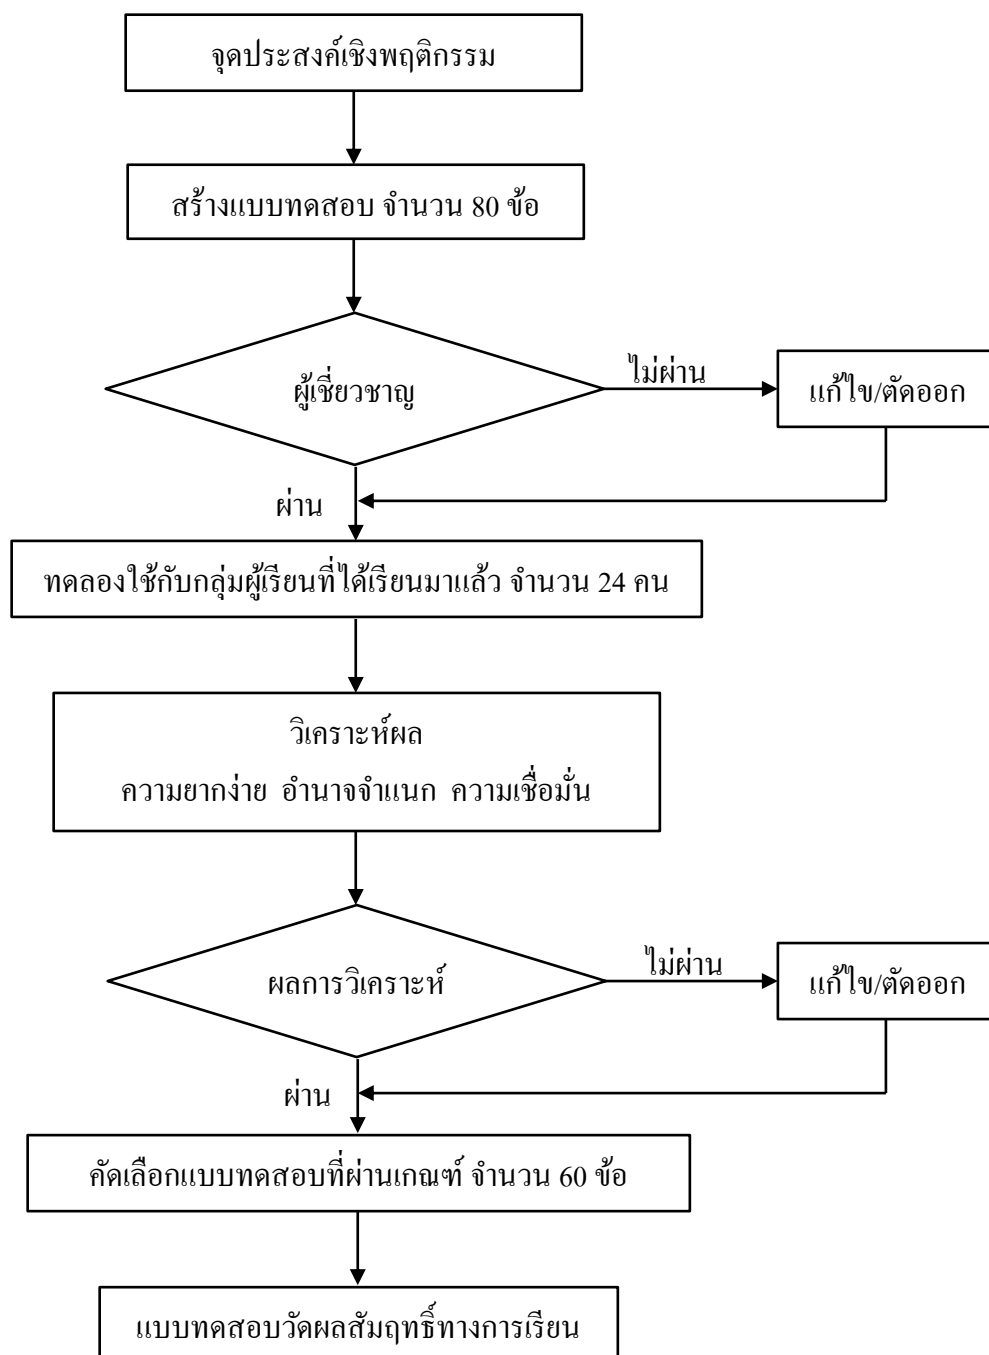 จุดประสงค์เชิงพฤติกรรม
สร้างแบบทดสอบ จำนวน 80 ข้อ
ผู้เชี่ยวชาญ
ไม่ผ่าน
แก้ไข/ตัดออก
ผ่าน
ทดลองใช้กับกลุ่มผู้เรียนที่ได้เรียนมาแล้ว จำนวน 24 คน
วิเคราะห์ผล
ความยากง่าย อำนาจจำแนก ความเชื่อมั่น
ผลการวิเคราะห์
ไม่ผ่าน
แก้ไข/ตัดออก
ผ่าน
คัดเลือกแบบทดสอบที่ผ่านเกณฑ์ จำนวน 60 ข้อ
แบบทดสอบวัดผลสัมฤทธิ์ทางการเรียน